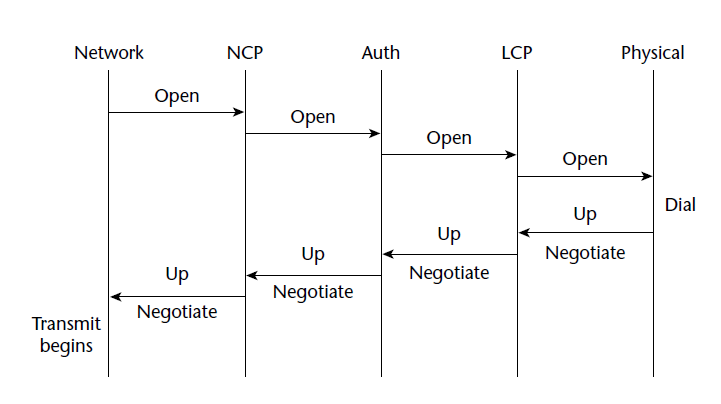 Network NCP Auth LCP Physical
Open
Open
Open
Open
Dial
Up
Up
Negotiate
Up
Negotiate
Up
Negotiate
Negotiate
Transmit
begins